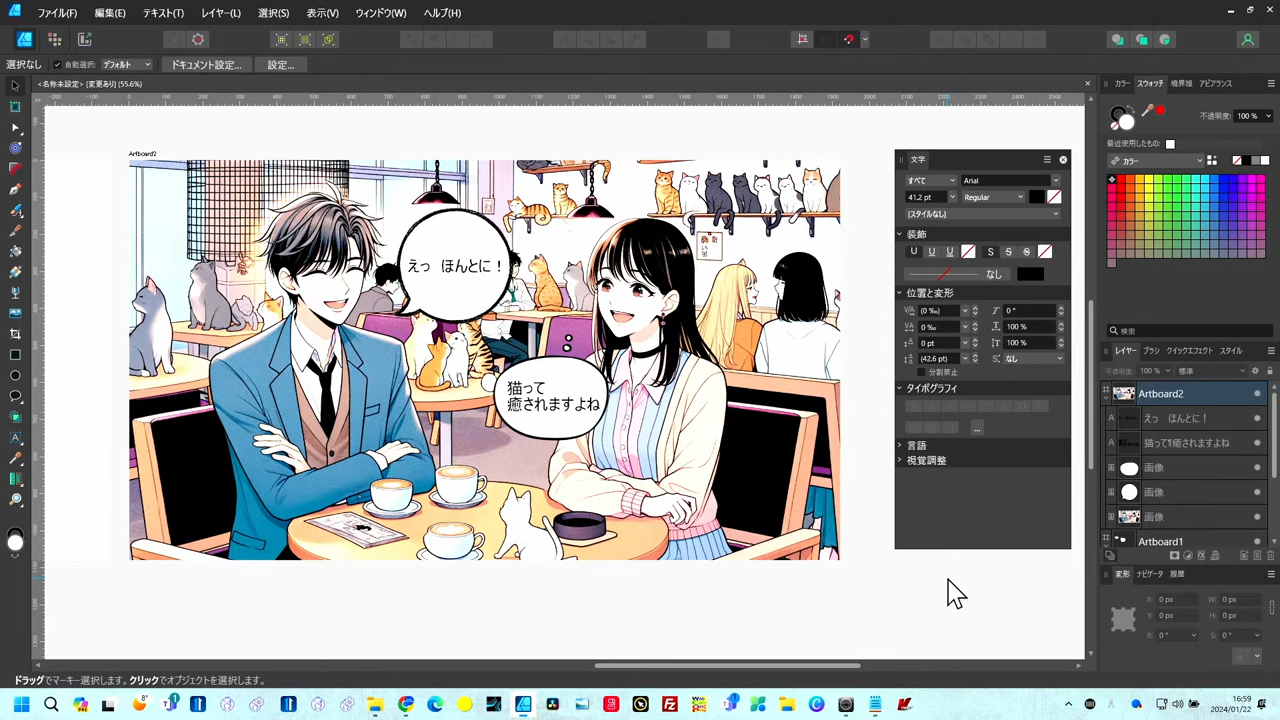 ファイル(F)
編集(E)
テキスト(T)
レイヤー(L)
選択(S)
表示(V)
ウィンドウ(W)
ヘルプ(H)
選択なし
自動選択:
デフォルト
ドキュメント設定...
設定...
<名称未設定> [変更あり] (55.6%)
Artboard2
えっ　ほんとに！
猫って
癒されますよね
文字
すべて
Arial
41.2 pt
Regular
[スタイルなし]
装飾
なし
位置と変形
(0 ‰)
0 °
0 ‰
100 %
0 pt
100 %
(42.6 pt)
なし
分割禁止
タイポグラフィ
...
言語
視覚調整
カラー
スウォッチ
境界線
アピアランス
不透明度:
100 %
最近使用したもの:
カラー
検索
レイヤー
ブラシ
クイックエフェクト
スタイル
不透明度:
100 %
標準
Artboard2
えっ　ほんとに！
猫って¶癒されますよね
画像
画像
画像
Artboard1
変形
ナビゲータ
履歴
X:
0 px
W:
0 px
Y:
0 px
H:
0 px
R:
0 °
S:
0 °
ドラッグでマーキー選択します。クリックでオブジェクトを選択します。
16:59
2024/01/22